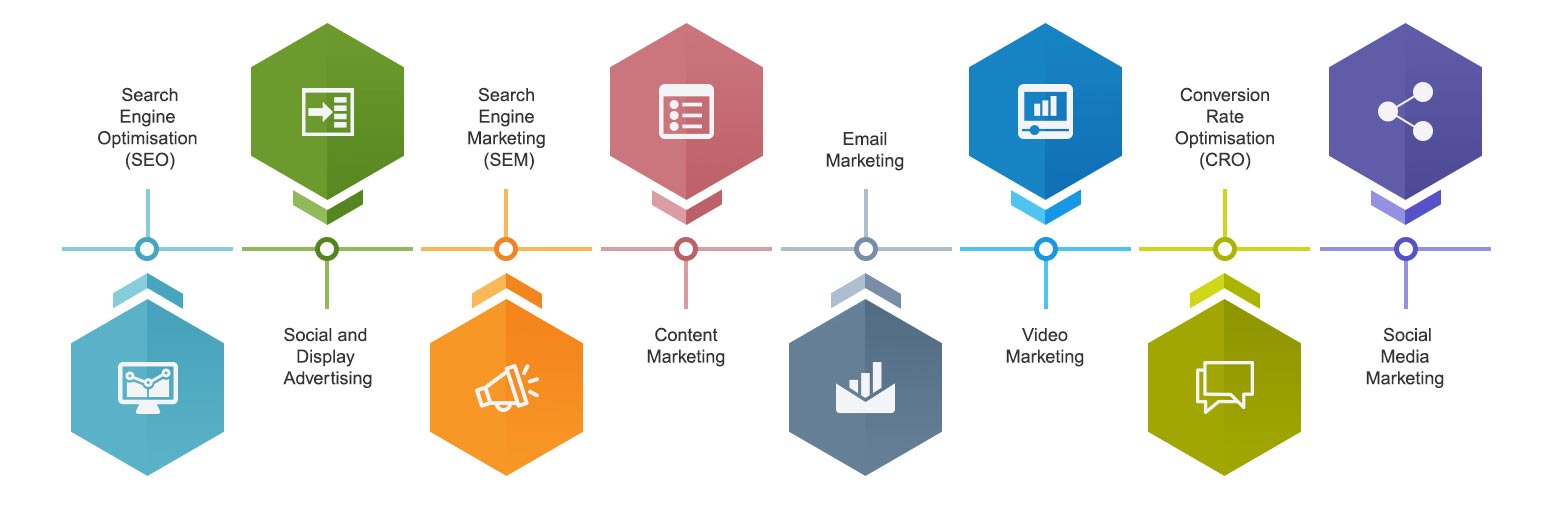 Search
Engine
Optimisation
(SEO)
Social and
Display
Advertising
Search
Engine
Marketing
(SEM)
Content
Marketing
Email
Marketing
Video
Marketing
Conversion
Rate
Optimisation
(CRO)
Social
Media
Marketing